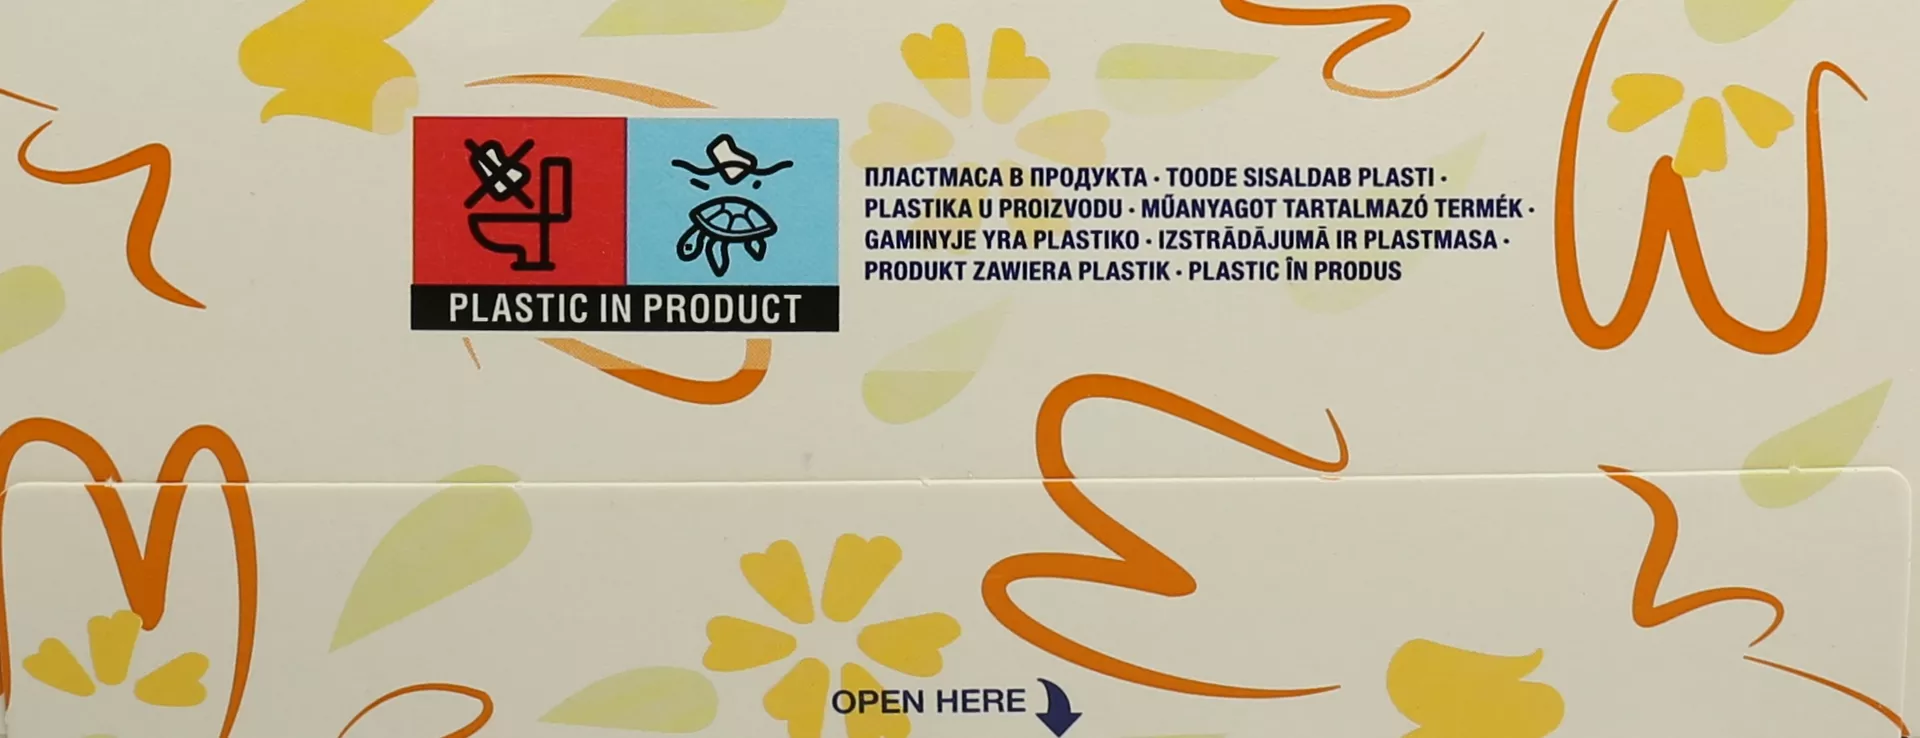 PLASTIC IN PRODUCT
ПЛАСТМАСА В ПРОДУКТА · TOODE SISALDAB PLASTI ·
PLASTIKA U PROIZVODU · MŰANYAGOT TARTALMAZÓ TERMÉK ·
GAMINYJE YRA PLASTIKO · IZSTRĀDĀJUMĀ IR PLASTMASA ·
PRODUKT ZAWIERA PLASTIK · PLASTIC ÎN PRODUS
OPEN HERE